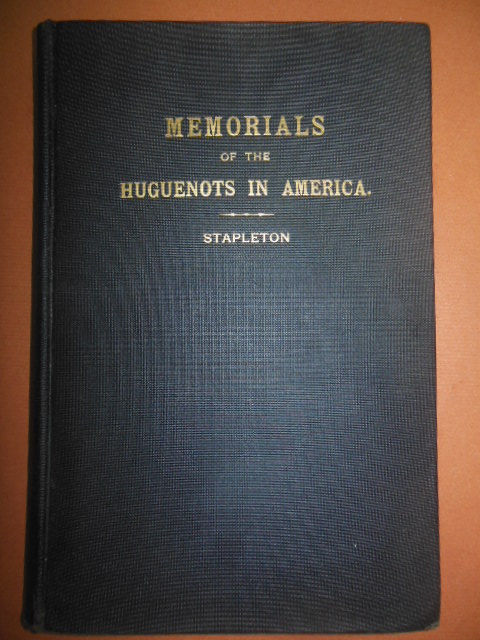 MEMORIALS
OF THE
HUGUENOTS IN AMERICA.
STAPLETON